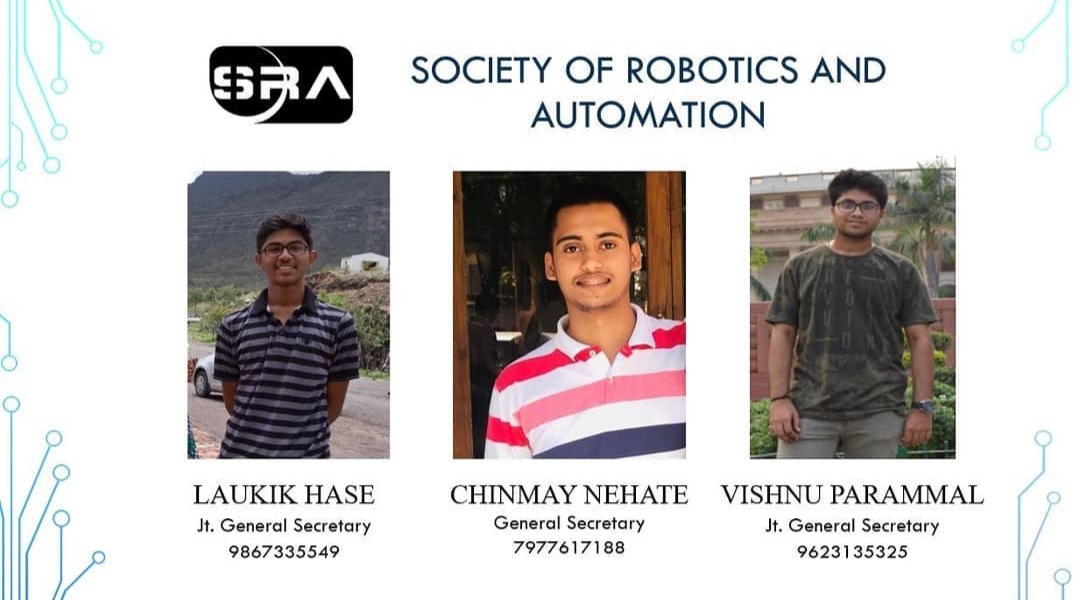 SRA
SOCIETY OF ROBOTICS AND
AUTOMATION
LAUKIK HASE
Jt. General Secretary
9867335549
CHINMAY NEHATE
General Secretary
7977617188
VISHNU PARAMMAL
Jt. General Secretary
9623135325